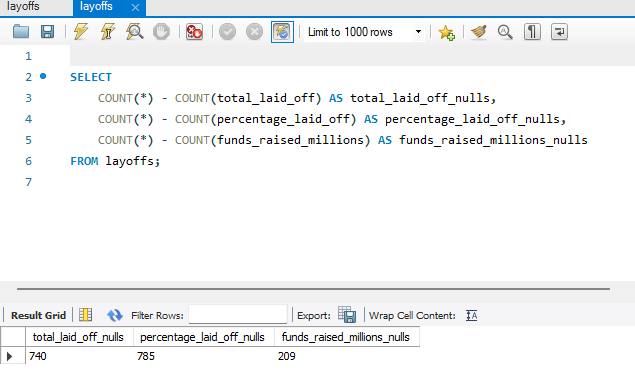 layoffs layoffs
Limit to 1000 rows
1
2 SELECT
3 COUNT(*) - COUNT(total_laid_off) AS total_laid_off_nulls,
4 COUNT(*) - COUNT(percentage_laid_off) AS percentage_laid_off_nulls,
5 COUNT(*) - COUNT(funds_raised_millions) AS funds_raised_millions_nulls
6 FROM layoffs;
7
Result Grid Filter Rows: Export: Wrap Cell Content: IA
total_laid_off_nulls percentage_laid_off_nulls funds_raised_millions_nulls
740 785 209